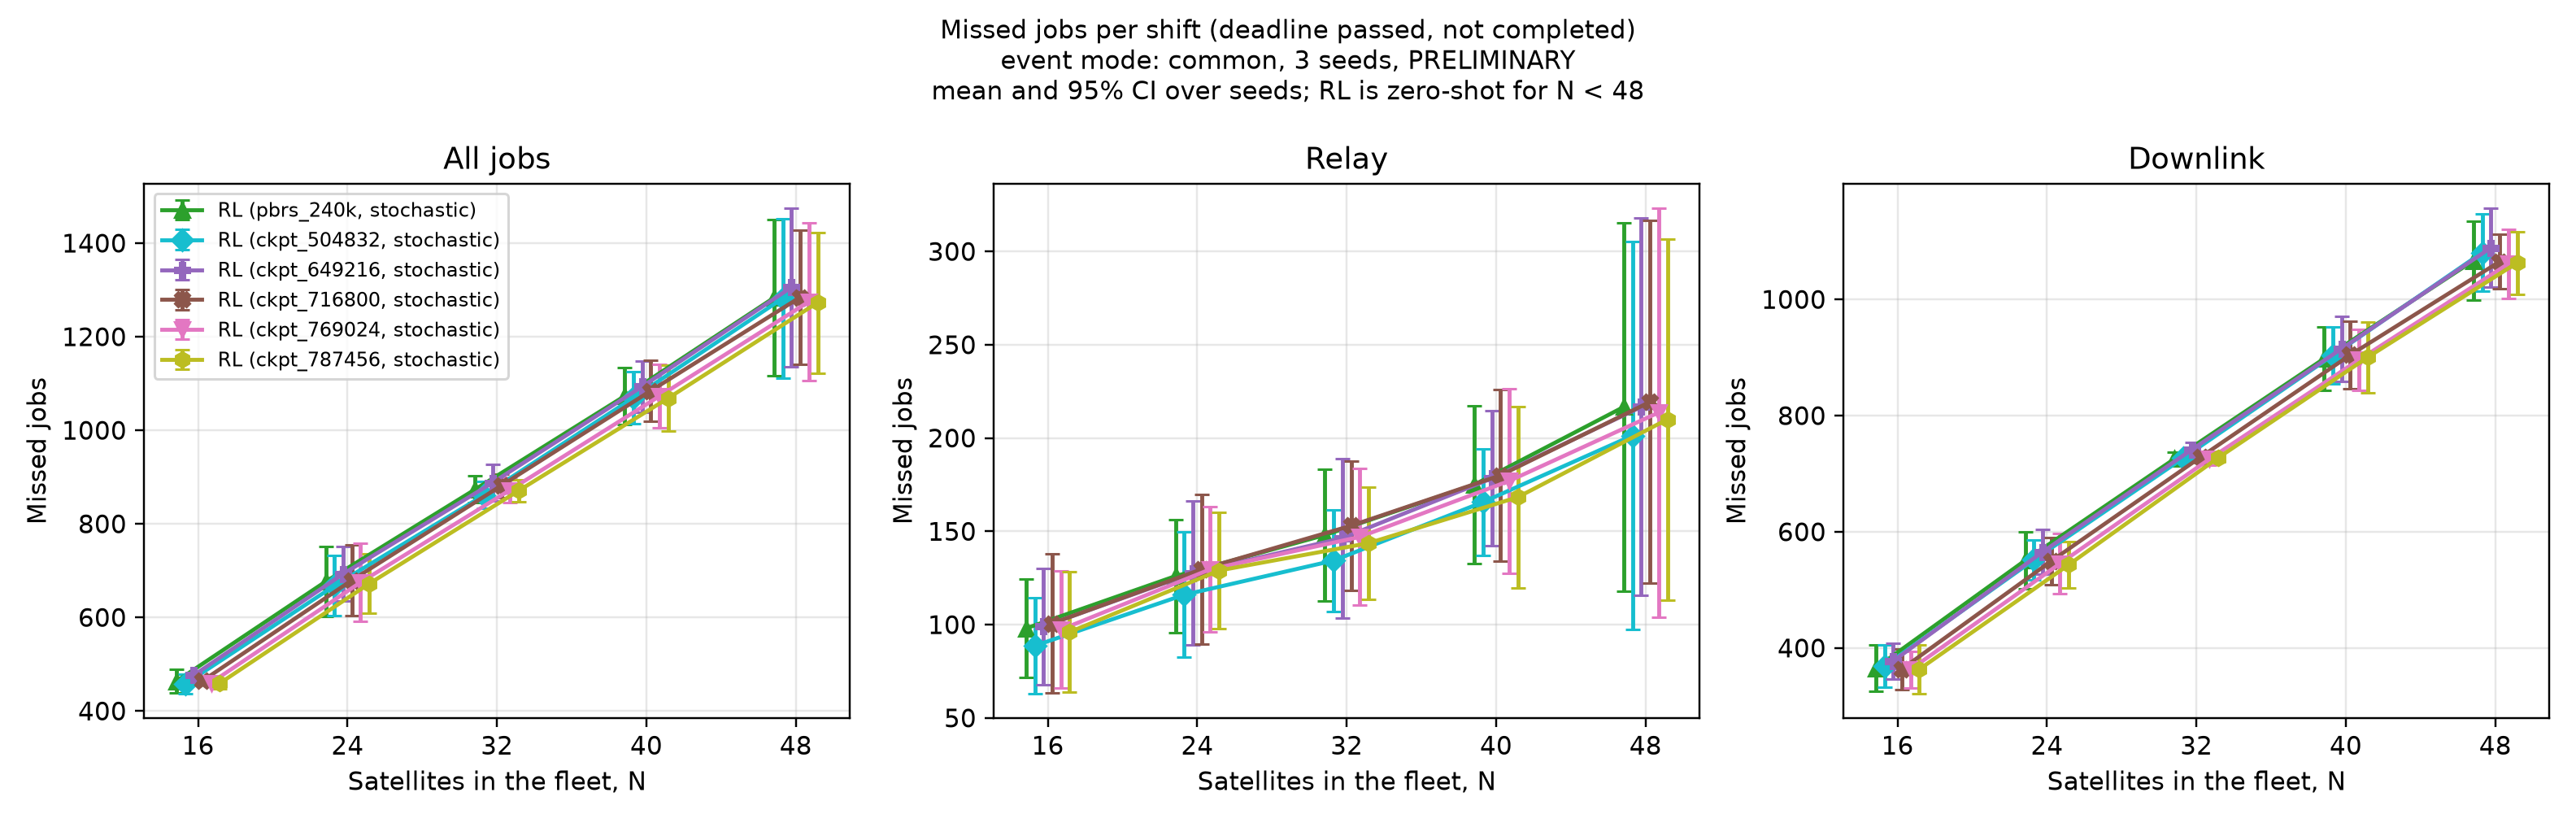 Missed jobs per shift (deadline passed, not completed)
event mode: common, 3 seeds, PRELIMINARY
mean and 95% CI over seeds; RL is zero-shot for N < 48
All jobs
Missed jobs
1400
1200
1000
800
600
400
RL (pbrs_240k, stochastic)
RL (ckpt_504832, stochastic)
RL (ckpt_649216, stochastic)
RL (ckpt_716800, stochastic)
RL (ckpt_769024, stochastic)
RL (ckpt_787456, stochastic)
16 24 32 40 48
Satellites in the fleet, N
Relay
Missed jobs
300
250
200
150
100
50
16 24 32 40 48
Satellites in the fleet, N
Downlink
Missed jobs
1000
800
600
400
16 24 32 40 48
Satellites in the fleet, N